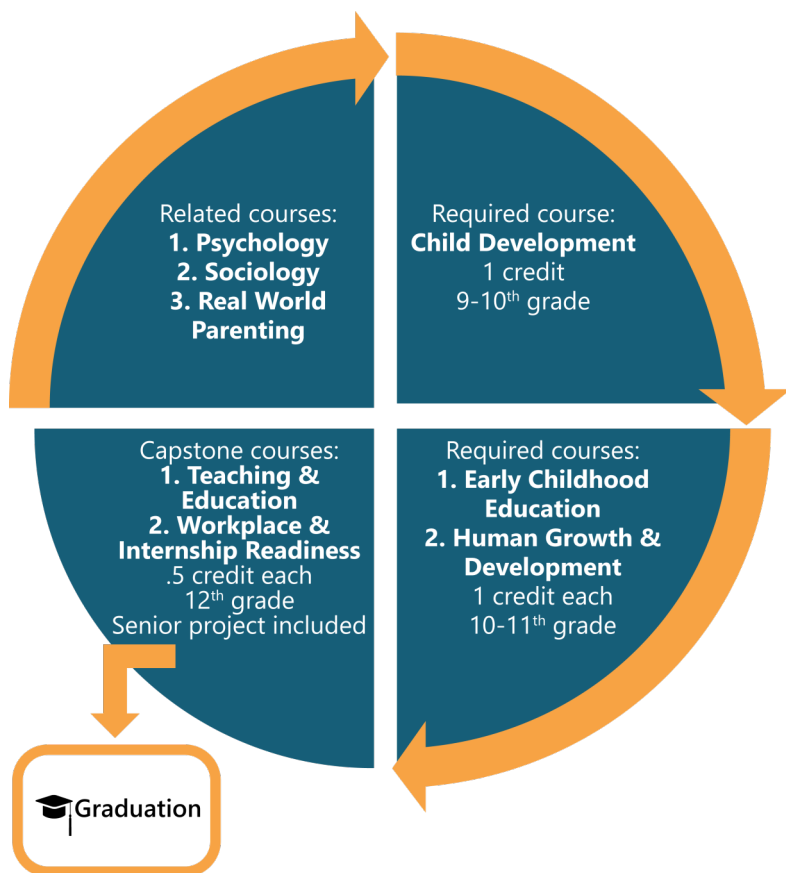 Related courses:
1. Psychology
2. Sociology
3. Real World
Parenting
Required course:
Child Development
1 credit
9-10th grade
Required courses:
1. Early Childhood
Education
2. Human Growth &
Development
1 credit each
10-11th grade
Capstone courses:
1. Teaching &
Education
2. Workplace &
Internship Readiness
.5 credit each
12th grade
Senior project included
Graduation